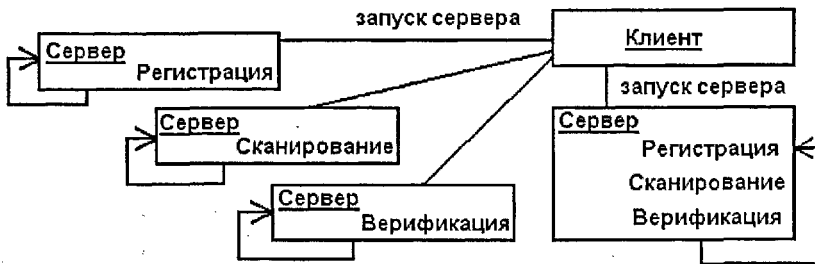 запуск сервера
Клиент
Сервер
Регистрация
запуск сервера
Сервер
Сканирование
Сервер
Регистрация
Сканирование
Верификация
Сервер
Верификация